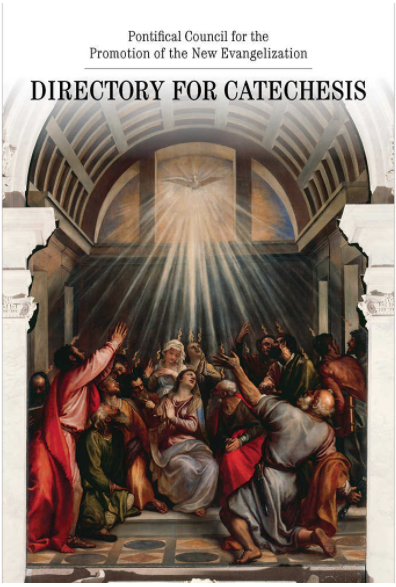 Pontifical Council for the
Promotion of the New Evangelization
DIRECTORY FOR CATECHESIS